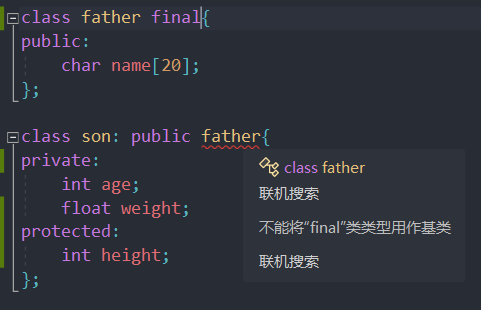 class father final{
public:
    char name[20];
};
class son: public father{
private:
    int age;
    float weight;
protected:
    int height;
};
class father
联机搜索
不能将“final”类类型用作基类
联机搜索